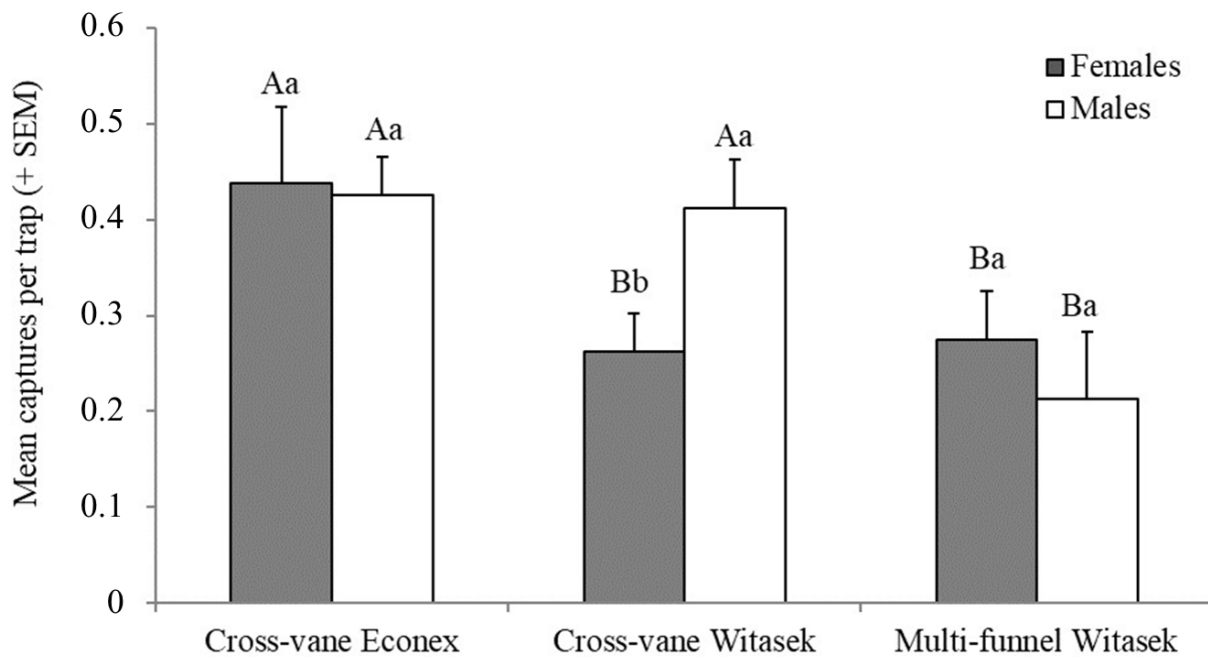 Mean captures per trap (+ SEM)
0.6
0.5
0.4
0.3
0.2
0.1
0
Females
Males
Aa
Aa
Bb
Aa
Ba
Ba
Cross-vane Econex
Cross-vane Witasek
Multi-funnel Witasek